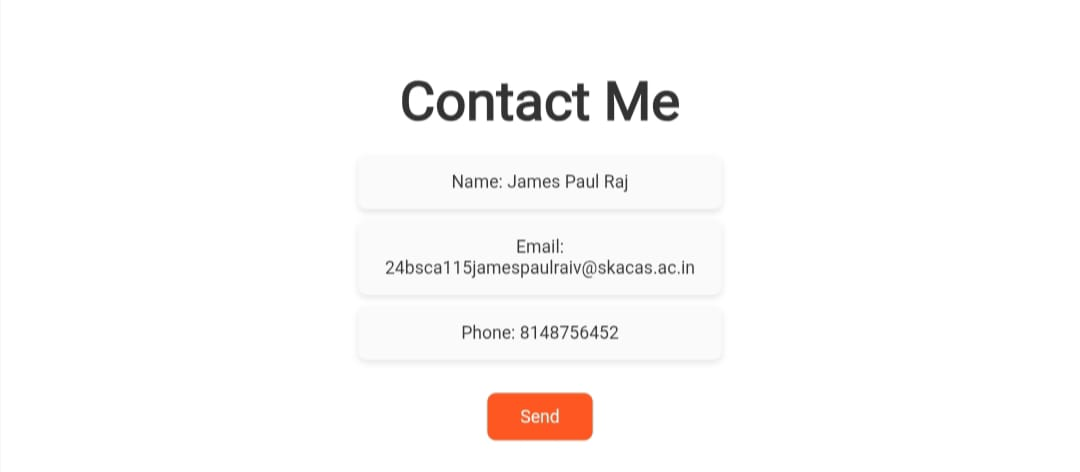 Contact Me
Name: James Paul Raj
Email:
24bsca115jamespaulraiv@skacas.ac.in
Phone: 8148756452
Send